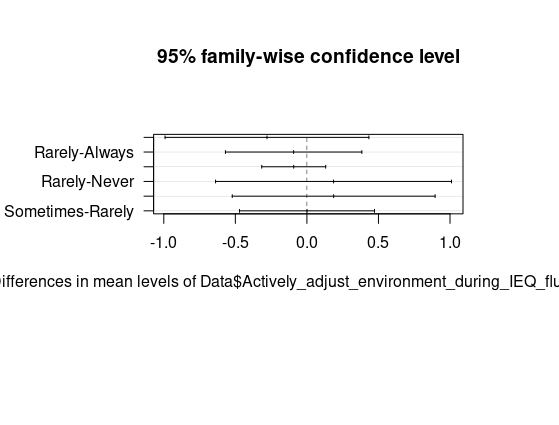 95% family-wise confidence level
Rarely-Always
Rarely-Never
Sometimes-Rarely
-1.0 -0.5 0.0 0.5 1.0
ifferences in mean levels of Data$Actively_adjust_environment_during_IEQ_flu